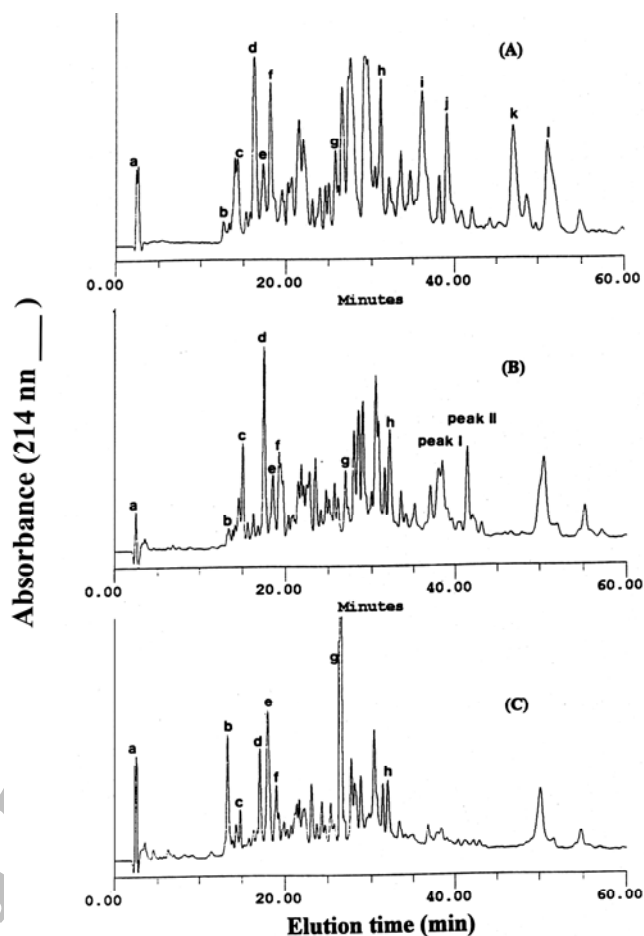 (A)
d
f
h
i
j
k
l
a
c
e
g
b
0.00 20.00 40.00 60.00
Minutes
(B)
d
c
f
h
peak I
peak II
a
b
e
g
0.00 20.00 40.00 60.00
Minutes
(C)
g
e
b
d
a
c
f
h
0.00 20.00 40.00 60.00
Elution time (min)
Absorbance (214 nn ___ )